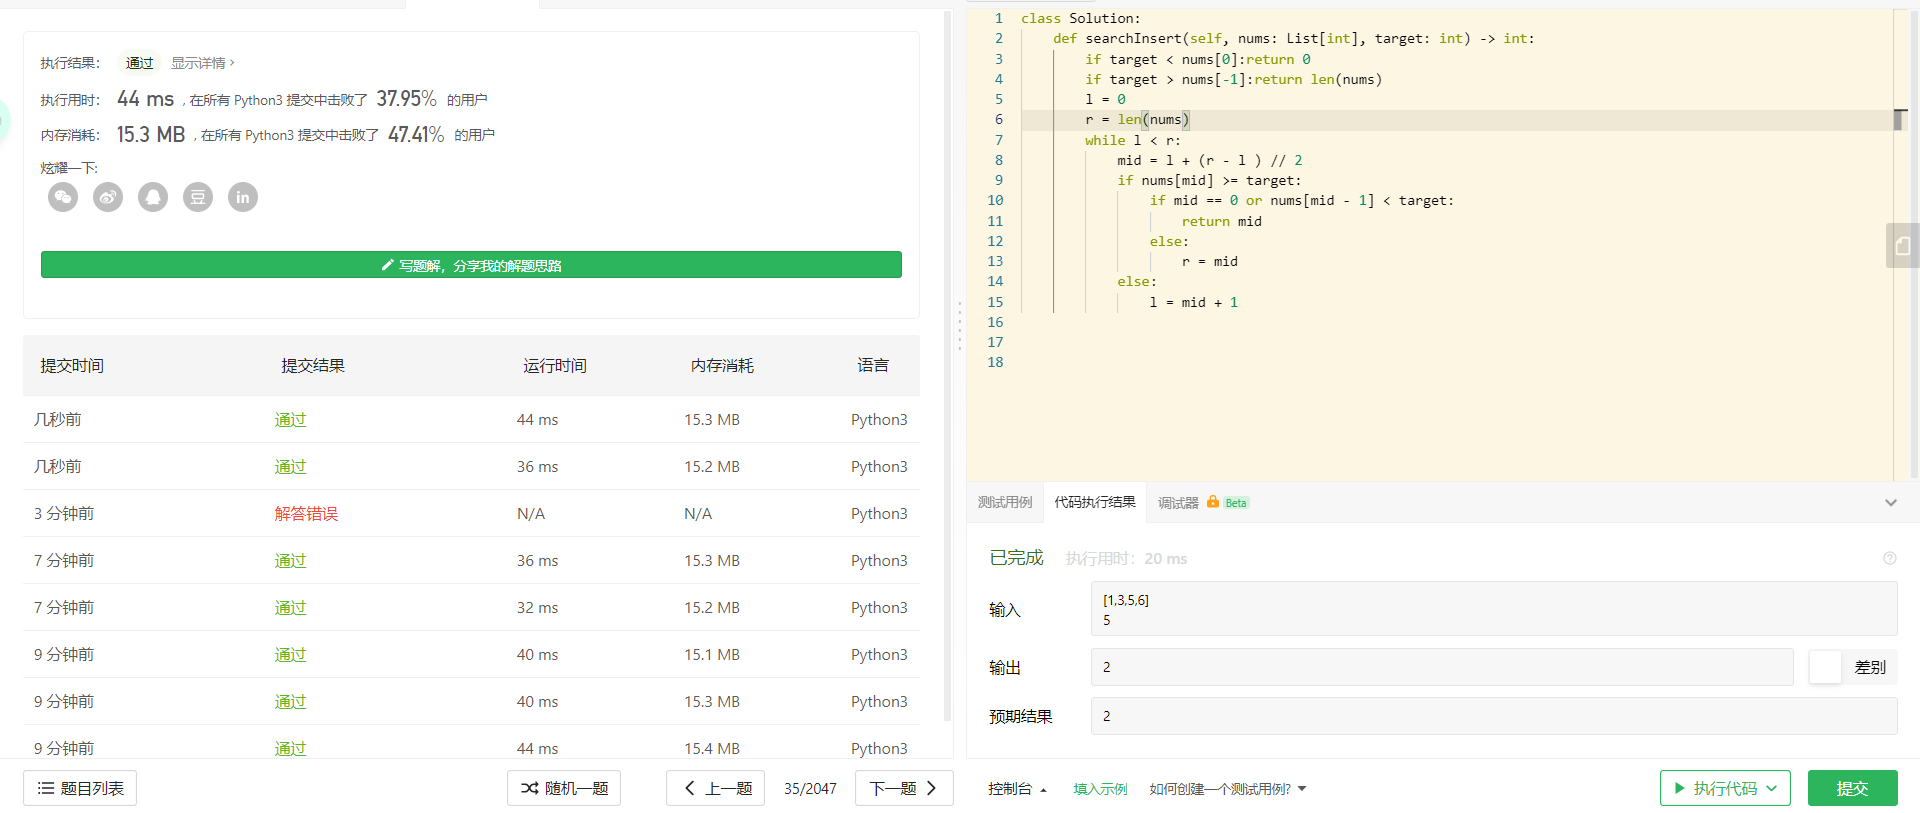 执行结果： 通过 显示详情 ›
执行用时： 44 ms , 在所有 Python3 提交中击败了 37.95% 的用户
内存消耗： 15.3 MB , 在所有 Python3 提交中击败了 47.41% 的用户
炫耀一下:
豆 in
写题解，分享我的解题思路
提交时间 提交结果 运行时间 内存消耗 语言
几秒前 通过 44 ms 15.3 MB Python3
几秒前 通过 36 ms 15.2 MB Python3
3 分钟前 解答错误 N/A N/A Python3
7 分钟前 通过 36 ms 15.3 MB Python3
7 分钟前 通过 32 ms 15.2 MB Python3
9 分钟前 通过 40 ms 15.1 MB Python3
9 分钟前 通过 40 ms 15.3 MB Python3
9 分钟前 通过 44 ms 15.4 MB Python3
题目列表 随机一题 上一题 35/2047 下一题
1 class Solution:
2     def searchInsert(self, nums: List[int], target: int) -> int:
3         if target < nums[0]:return 0
4         if target > nums[-1]:return len(nums)
5         l = 0
6         r = len(nums)
7         while l < r:
8             mid = l + (r - l ) // 2
9             if nums[mid] >= target:
10                 if mid == 0 or nums[mid - 1] < target:
11                     return mid
12                 else:
13                     r = mid
14             else:
15                 l = mid + 1
16
17
18
测试用例 代码执行结果 调试器 Beta
已完成 执行用时：20 ms
输入 [1,3,5,6]
5
输出 2 差别
预期结果 2
控制台 填入示例 如何创建一个测试用例? 执行代码 提交